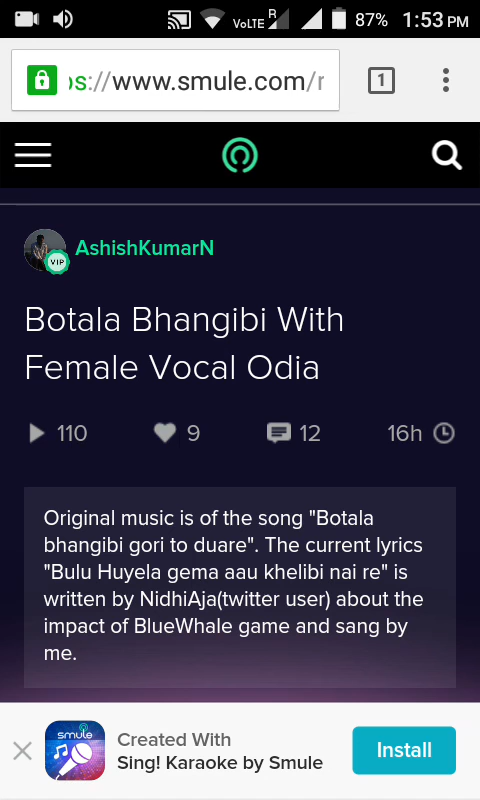 VoLTE R 87% 1:53 PM
ps://www.smule.com/r
1
AshishKumarN
VIP
Botala Bhangibi With
Female Vocal Odia
110 9 12 16h
Original music is of the song "Botala
bhangibi gori to duare". The current lyrics
"Bulu Huyela gema aau khelibi nai re" is
written by NidhiAja(twitter user) about the
impact of BlueWhale game and sang by
me.
smule
Created With
Sing! Karaoke by Smule
Install